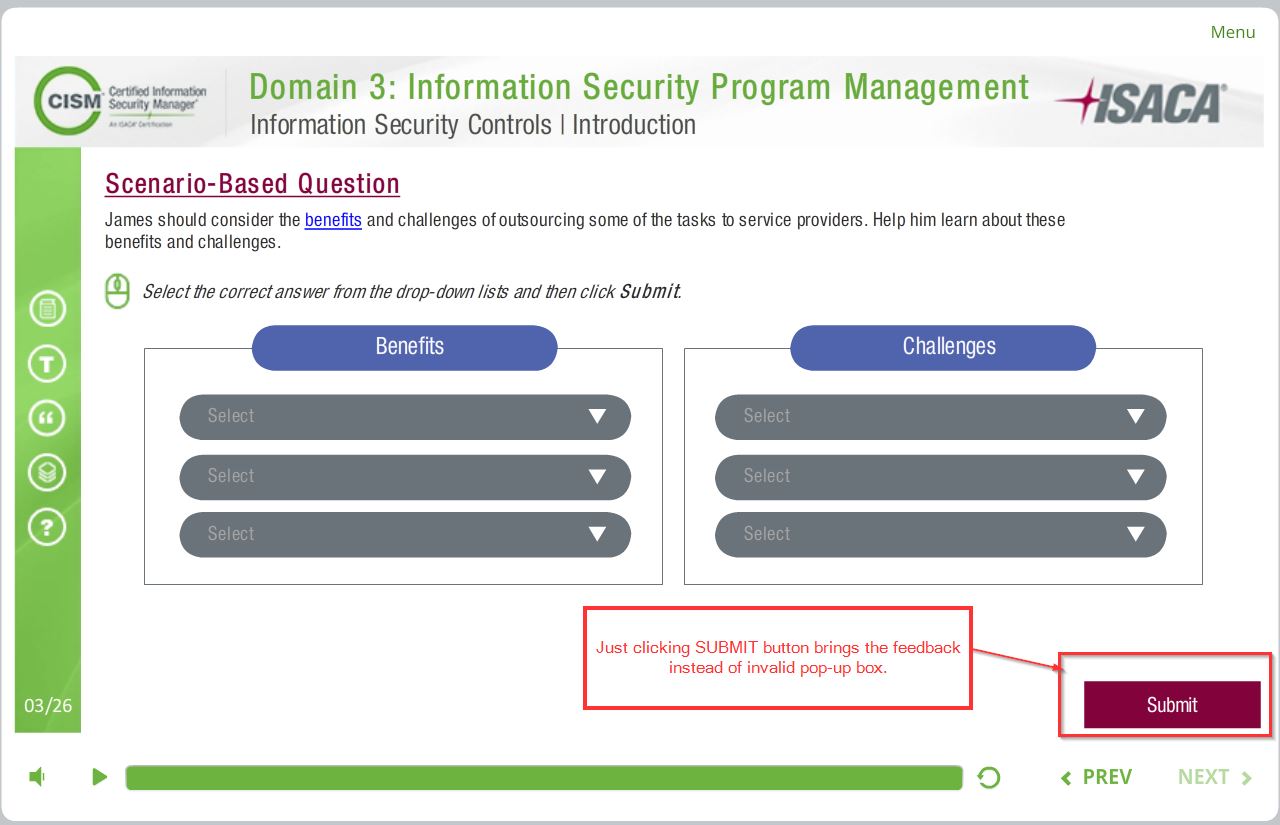 Menu
CISM
Certified Information
Security Manager®
An ISACA® Certification
Domain 3: Information Security Program Management
Information Security Controls | Introduction
ISACA®
Scenario-Based Question
James should consider the benefits and challenges of outsourcing some of the tasks to service providers. Help him learn about these
benefits and challenges.
Select the correct answer from the drop-down lists and then click Submit.
Benefits
Select
Select
Select
Challenges
Select
Select
Select
T
“
?
Just clicking SUBMIT button brings the feedback
instead of invalid pop-up box.
03/26
Submit
PREV
NEXT